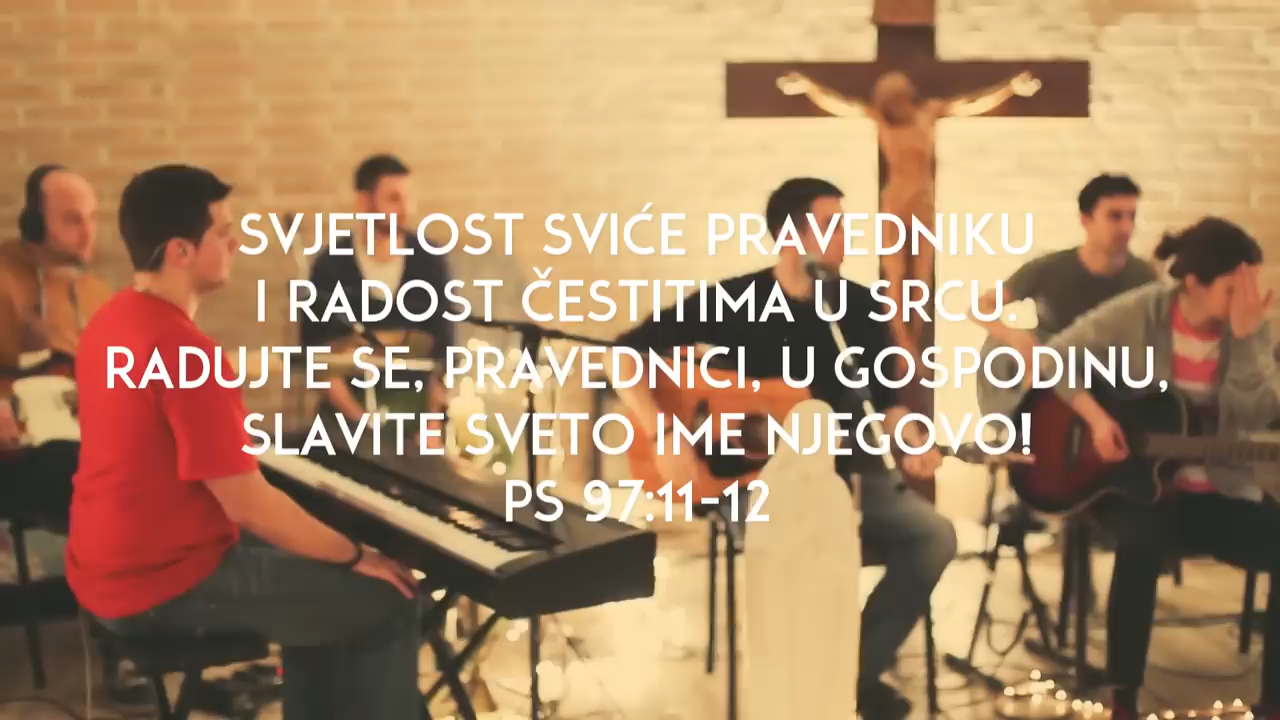 SVJETLOST SVIĆE PRAVEDNIKU
I RADOST ČESTITIMA U SRCU.
RADUJTE SE, PRAVEDNICI, U GOSPODINU,
SLAVITE SVETO IME NJEGOVO!
PS 97:11-12